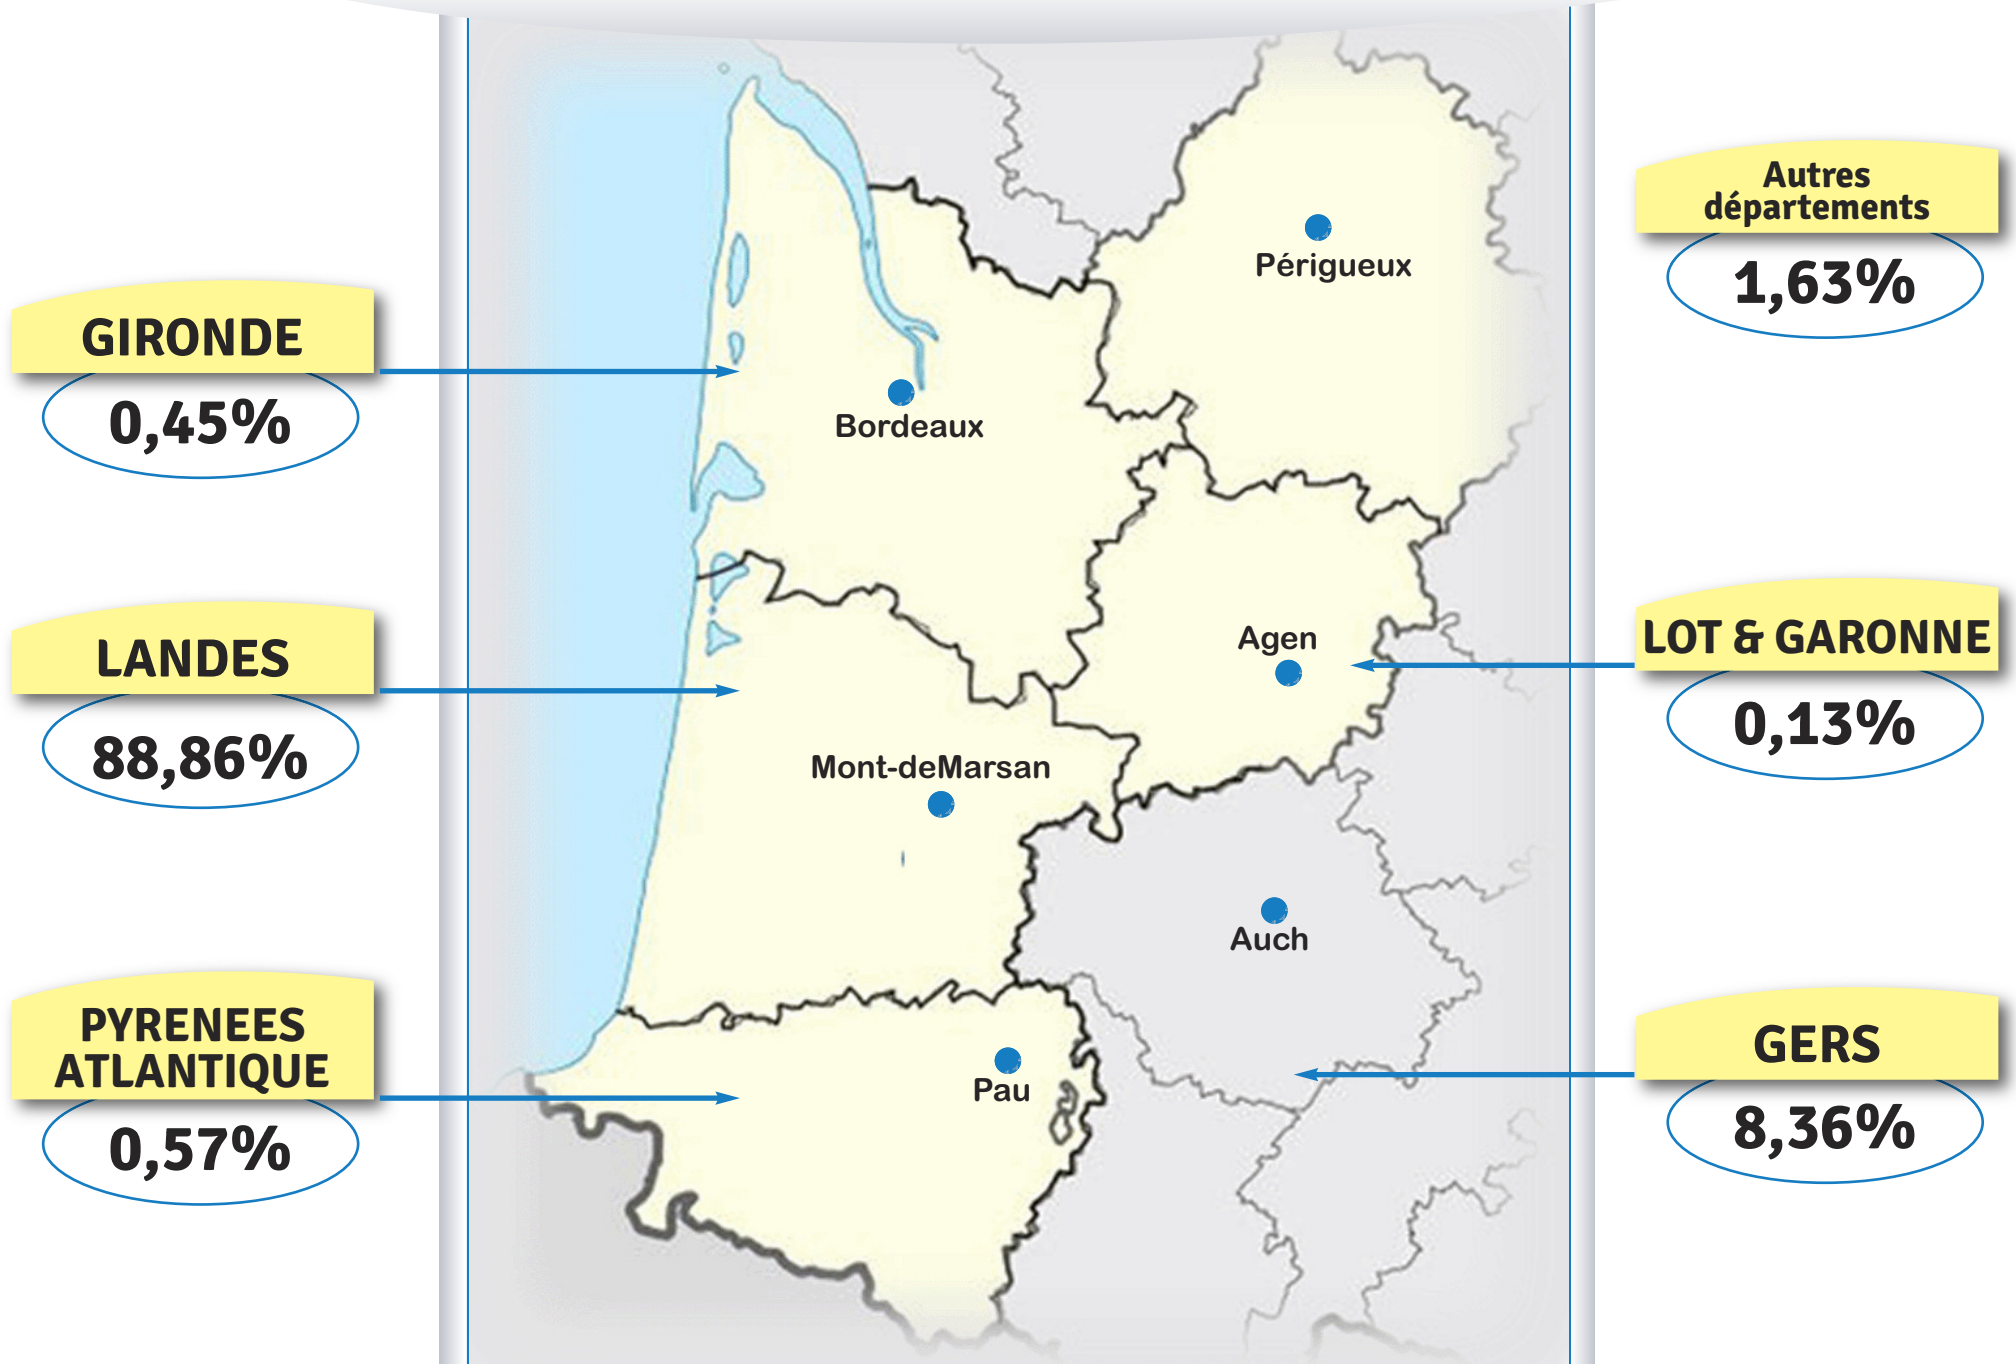 GIRONDE
0,45%
LANDES
88,86%
PYRENEES
ATLANTIQUE
0,57%
Périgueux
Bordeaux
Agen
Mont-deMarsan
Auch
Pau
Autres
départements
1,63%
LOT & GARONNE
0,13%
GERS
8,36%